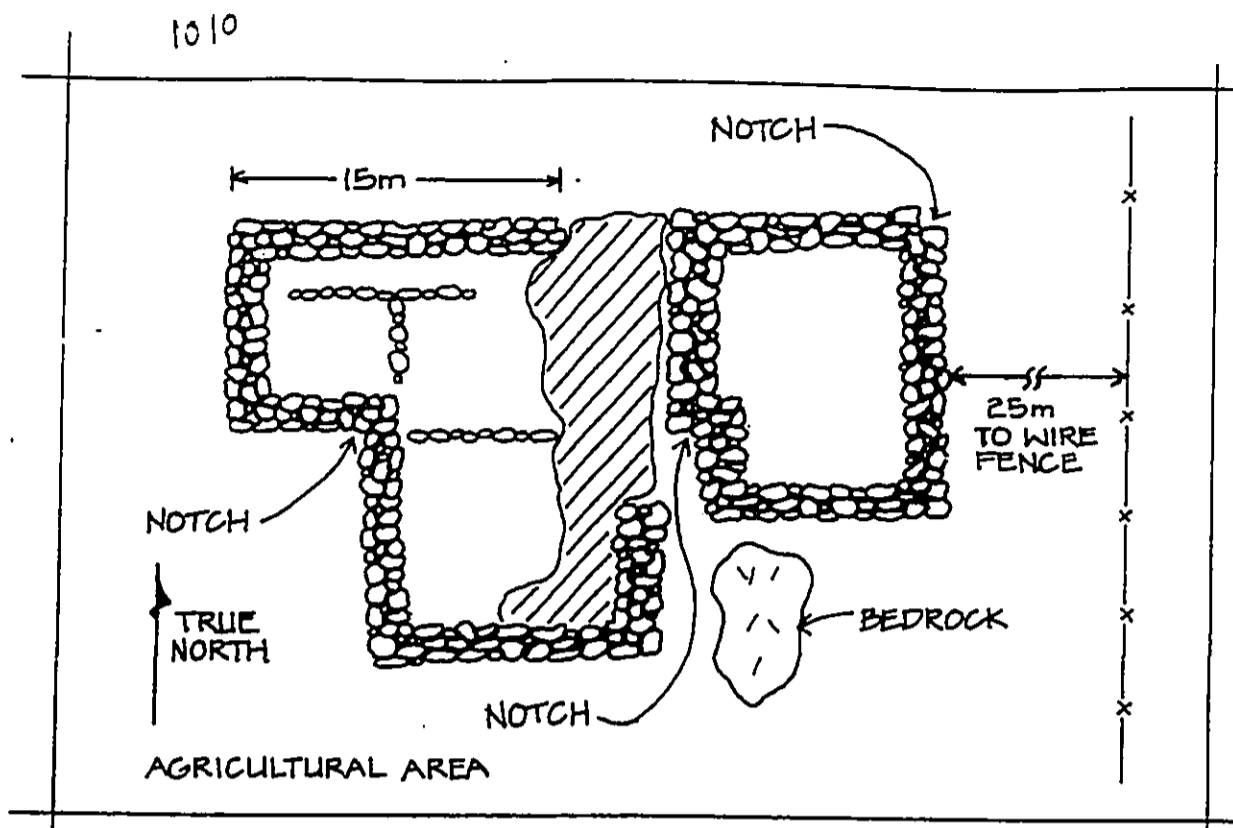 1010
NOTCH
15m
25m
TO WIRE
FENCE
NOTCH
TRUE
NORTH
BEDROCK
NOTCH
AGRICULTURAL AREA